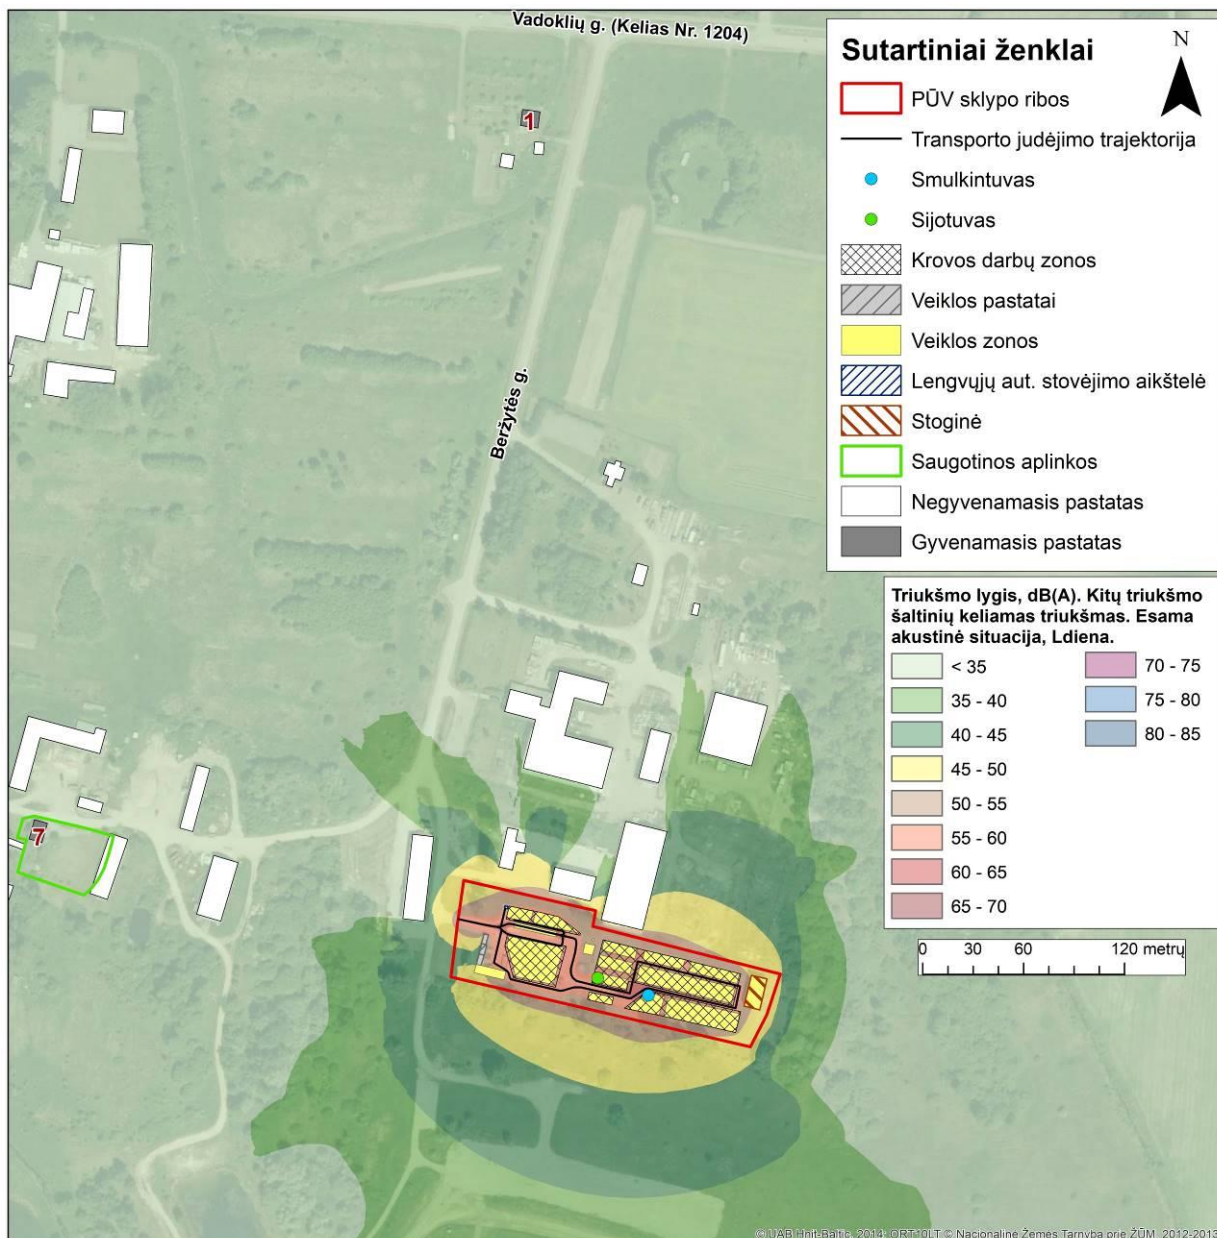 Vadoklių g. (Kelias Nr. 1204)
Sutartiniai ženklai
N
PŪV sklypo ribos
Transporto judėjimo trajektorija
Smulkintuvas
Sijotuvas
Krovos darbų zonos
Veiklos pastatai
Veiklos zonos
Lengvųjų aut. stovėjimo aikštelė
Stoginė
Saugotinos aplinkos
Negyvenamasis pastatas
Gyvenamasis pastatas
1
Beržytės g.
Triukšmo lygis, dB(A). Kitų triukšmo
šaltinių keliamas triukšmas. Esama
akustinė situacija, Ldiena.
< 35
35 - 40
40 - 45
45 - 50
50 - 55
55 - 60
60 - 65
65 - 70
70 - 75
75 - 80
80 - 85
7
0 30 60 120 metrų
© UAB Hnit-Baltic, 2014; ORT10LT © Nacionalinė Žemės Tarnyba prie ŽŪM, 2012-2013